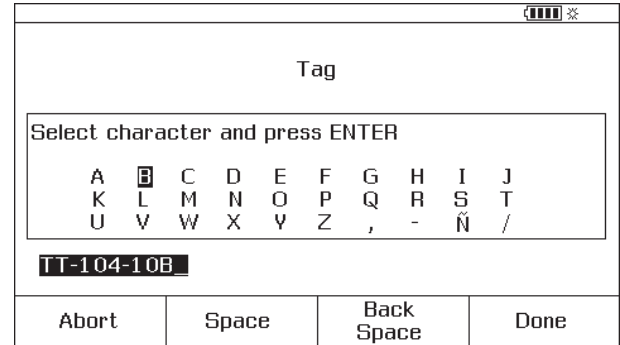 Tag
Select character and press ENTER
A B C D E F G H I J
K L M N O P Q R S T
U V W X Y Z , - Ñ /
TT-104-10B_
Abort Space Back Space Done